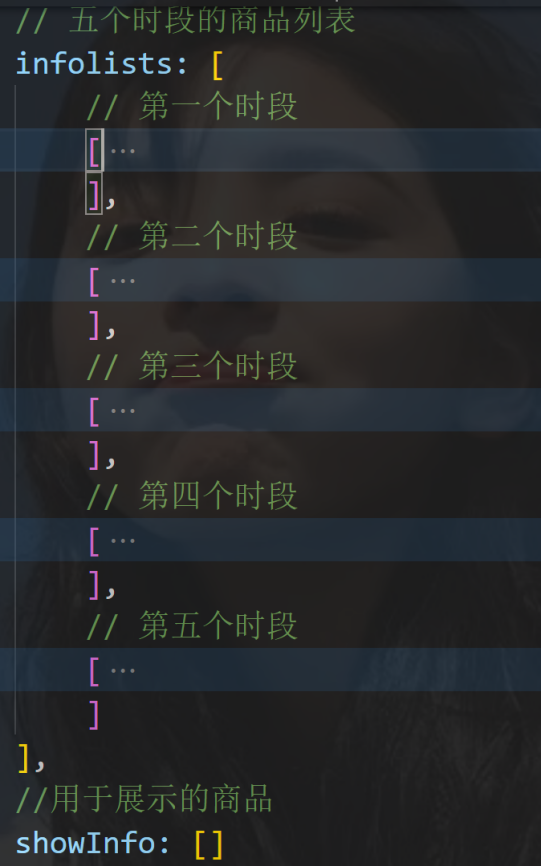 // 五个时段的商品列表
infolists: [
// 第一个时段
[ ···
],
// 第二个时段
[ ···
],
// 第三个时段
[ ···
],
// 第四个时段
[ ···
],
// 第五个时段
[ ···
]
],
//用于展示的商品
showInfo: []